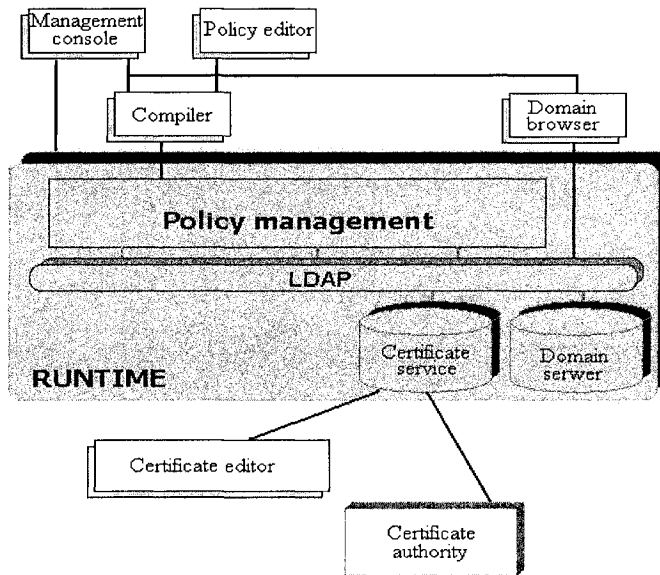 Management
console
Policy editor
Compiler
Domain
browser
Policy management
LDAP
Certificate
service
Domain
serwer
RUNTIME
Certificate editor
Certificate
authority